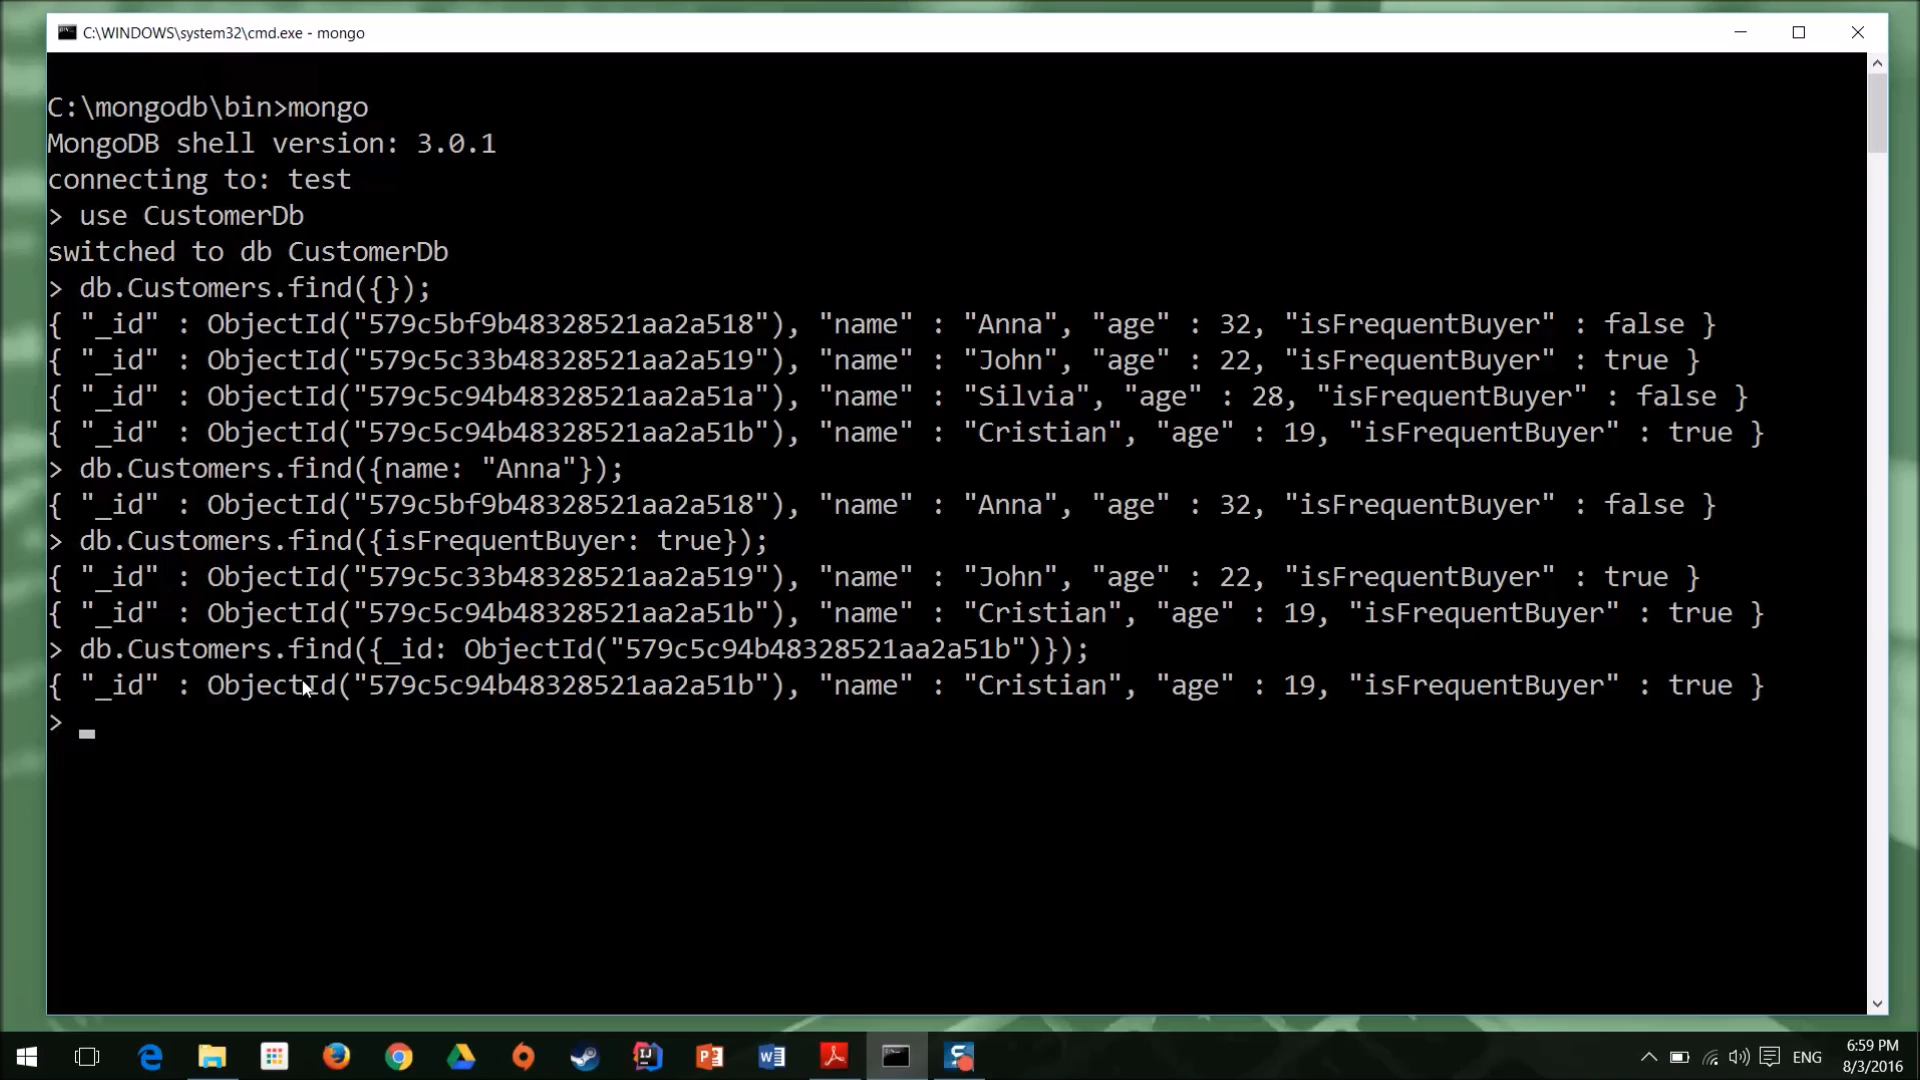 C:\WINDOWS\system32\cmd.exe - mongo
C:\mongodb\bin>mongo
MongoDB shell version: 3.0.1
connecting to: test
> use CustomerDb
switched to db CustomerDb
> db.Customers.find({});
{ "_id" : ObjectId("579c5bf9b48328521aa2a518"), "name" : "Anna", "age" : 32, "isFrequentBuyer" : false }
{ "_id" : ObjectId("579c5c33b48328521aa2a519"), "name" : "John", "age" : 22, "isFrequentBuyer" : true }
{ "_id" : ObjectId("579c5c94b48328521aa2a51a"), "name" : "Silvia", "age" : 28, "isFrequentBuyer" : false }
{ "_id" : ObjectId("579c5c94b48328521aa2a51b"), "name" : "Cristian", "age" : 19, "isFrequentBuyer" : true }
> db.Customers.find({name: "Anna"});
{ "_id" : ObjectId("579c5bf9b48328521aa2a518"), "name" : "Anna", "age" : 32, "isFrequentBuyer" : false }
> db.Customers.find({isFrequentBuyer: true});
{ "_id" : ObjectId("579c5c33b48328521aa2a519"), "name" : "John", "age" : 22, "isFrequentBuyer" : true }
{ "_id" : ObjectId("579c5c94b48328521aa2a51b"), "name" : "Cristian", "age" : 19, "isFrequentBuyer" : true }
> db.Customers.find({_id: ObjectId("579c5c94b48328521aa2a51b")});
{ "_id" : ObjectId("579c5c94b48328521aa2a51b"), "name" : "Cristian", "age" : 19, "isFrequentBuyer" : true }
>
ENG
6:59 PM
8/3/2016